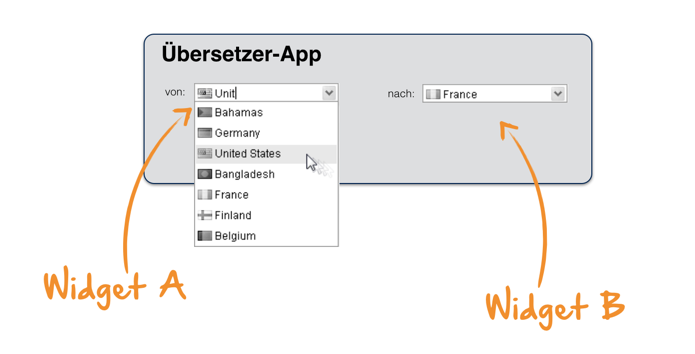 Übersetzer-App
von:
Unit
nach:
France
Bahamas
Germany
United States
Bangladesh
France
Finland
Belgium
Widget A
Widget B